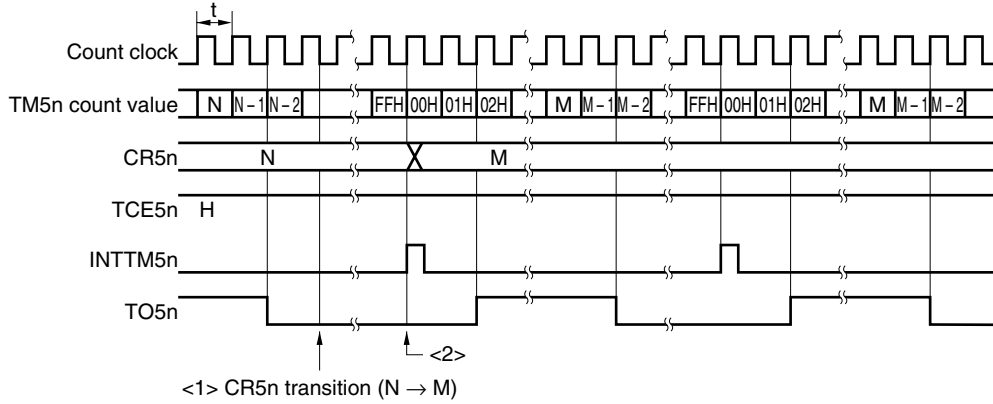 t
Count clock
TM5n count value N N – 1 N – 2 FFH 00H 01H 02H M M – 1 M – 2 FFH 00H 01H 02H M M – 1 M – 2
CR5n N M
TCE5n H
INTTM5n
TO5n
<2>
<1> CR5n transition (N → M)